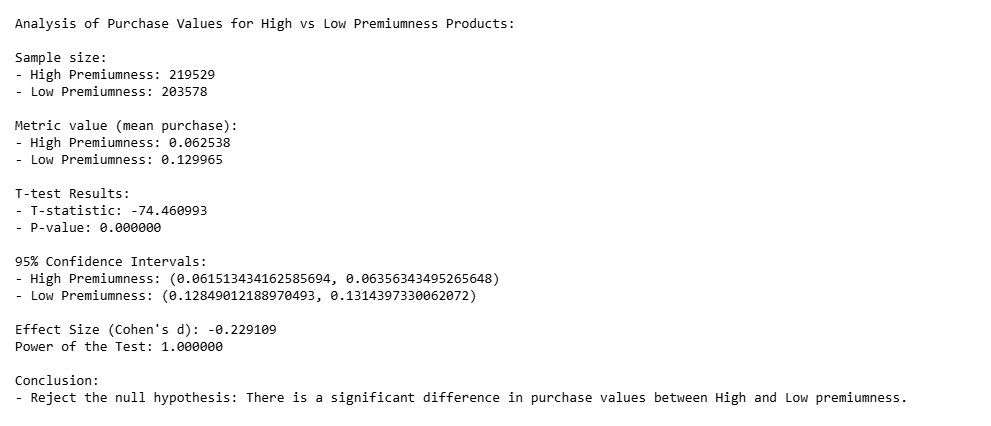 Analysis of Purchase Values for High vs Low Premiumness Products:
Sample size:
- High Premiumness: 219529
- Low Premiumness: 203578
Metric value (mean purchase):
- High Premiumness: 0.062538
- Low Premiumness: 0.129965
T-test Results:
- T-statistic: -74.460993
- P-value: 0.000000
95% Confidence Intervals:
- High Premiumness: (0.061513434162585694, 0.06356343495265648)
- Low Premiumness: (0.12849012188970493, 0.1314397330062072)
Effect Size (Cohen's d): -0.229109
Power of the Test: 1.000000
Conclusion:
- Reject the null hypothesis: There is a significant difference in purchase values between High and Low premiumness.